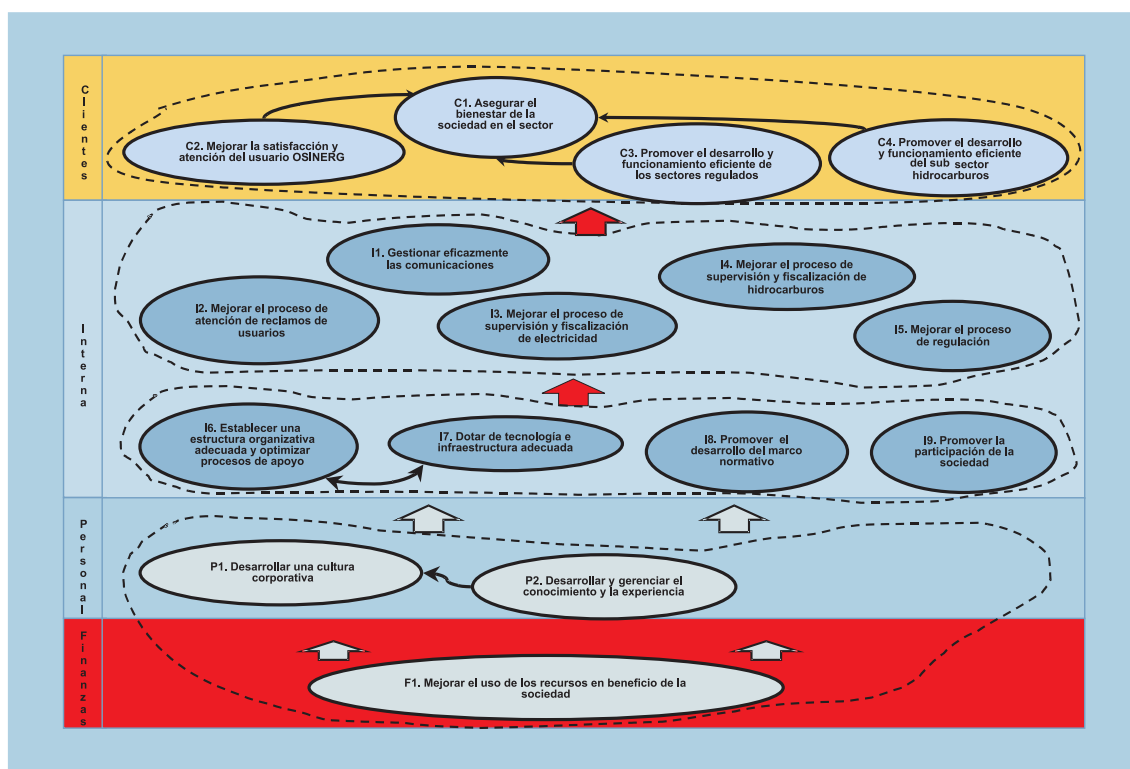 Clientes
C1. Asegurar el
bienestar de la
sociedad en el sector
C2. Mejorar la satisfacción y
atención del usuario OSINERG
C3. Promover el desarrollo y
funcionamiento eficiente de
los sectores regulados
C4. Promover el desarrollo
y funcionamiento eficiente
del sub sector
hidrocarburos
Interna
I1. Gestionar eficazmente
las comunicaciones
I4. Mejorar el proceso de
supervisión y fiscalización de
hidrocarburos
I2. Mejorar el proceso de
atención de reclamos de
usuarios
I3. Mejorar el proceso de
supervisión y fiscalización
de electricidad
I5. Mejorar el proceso
de regulación
I6. Establecer una
estructura organizativa
adecuada y optimizar
procesos de apoyo
I7. Dotar de tecnología e
infraestructura adecuada
I8. Promover el
desarrollo del marco
normativo
I9. Promover la
participación de la
sociedad
Personal
P1. Desarrollar una cultura
corporativa
P2. Desarrollar y gerenciar el
conocimiento y la experiencia
Finanzas
F1. Mejorar el uso de los recursos en beneficio de la
sociedad